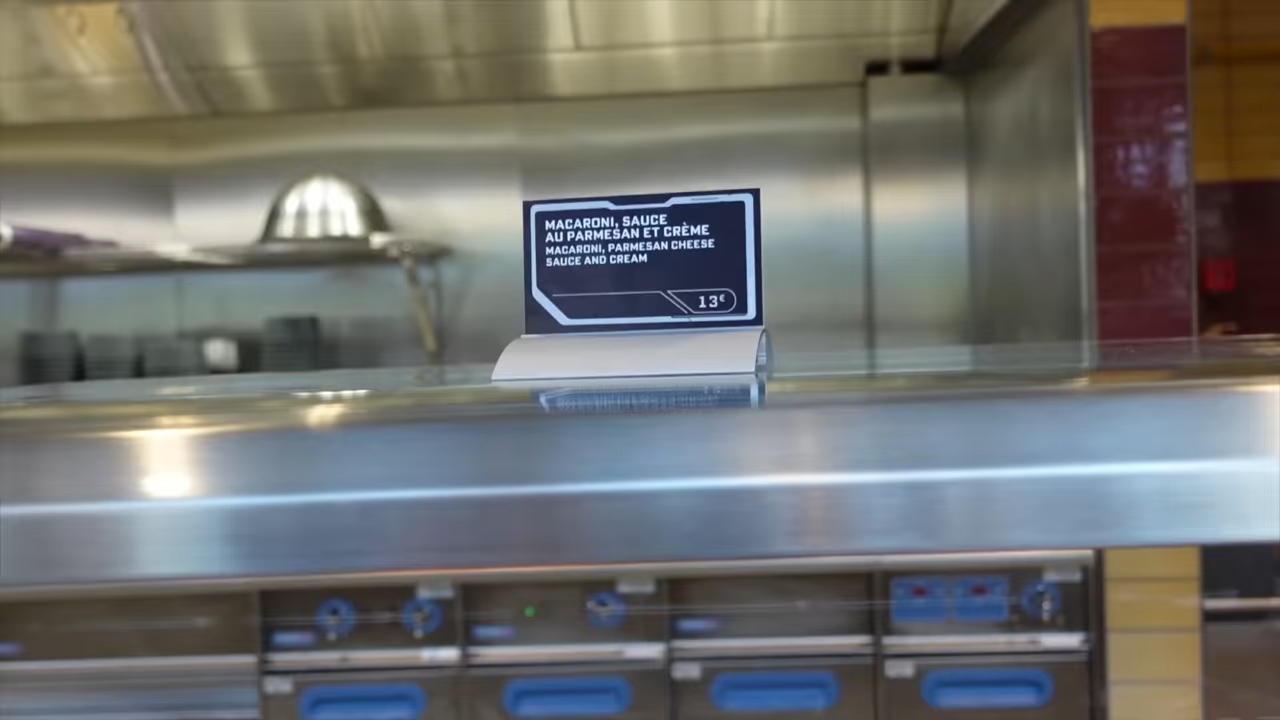 MACARONI, SAUCE
AU PARMESAN ET CRÈME
MACARONI, PARMESAN CHEESE
SAUCE AND CREAM
13€